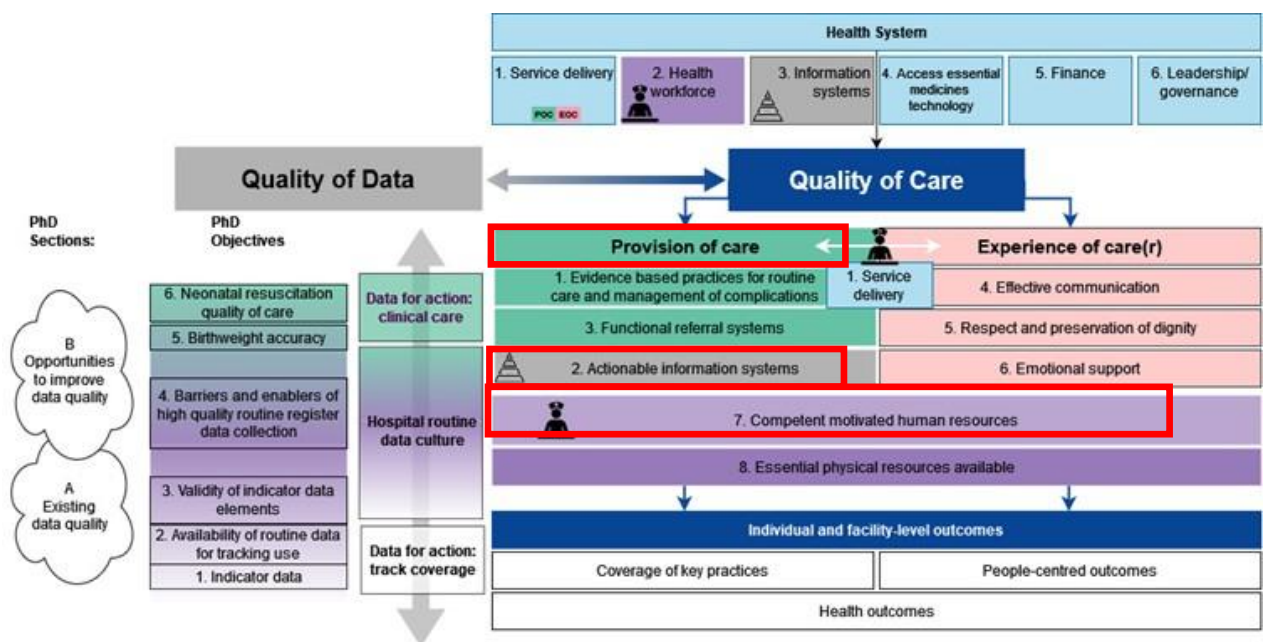 Health System
1. Service delivery
POC EOC
2. Health
workforce
3. Information
systems
4. Access essential
medicines
technology
5. Finance
6. Leadership/
governance
Quality of Data
Quality of Care
PhD
Sections:
PhD
Objectives
B
Opportunities
to improve
data quality
A
Existing
data quality
6. Neonatal resuscitation
quality of care
5. Birthweight accuracy
4. Barriers and enablers of
high quality routine register
data collection
3. Validity of indicator data
elements
2. Availability of routine data
for tracking use
1. Indicator data
Data for action:
clinical care
Hospital routine
data culture
Data for action:
track coverage
Provision of care
Experience of care(r)
1. Evidence based practices for routine
care and management of complications
1. Service
delivery
4. Effective communication
3. Functional referral systems
5. Respect and preservation of dignity
2. Actionable information systems
6. Emotional support
7. Competent motivated human resources
8. Essential physical resources available
Individual and facility-level outcomes
Coverage of key practices
People-centred outcomes
Health outcomes